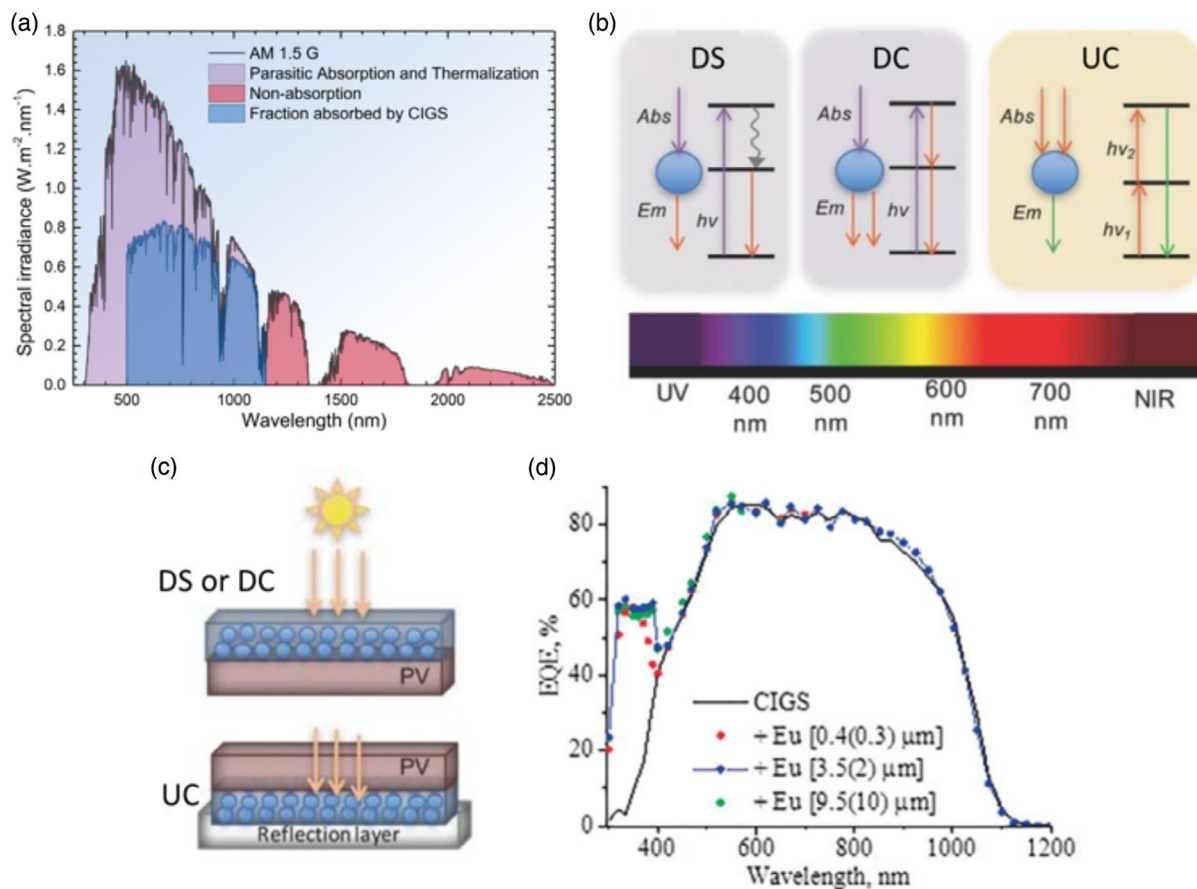 (a)
1.8
1.6
1.4
1.2
1.0
0.8
0.6
0.4
0.2
0.0
Spectral irradiance (W.m⁻².nm⁻¹)
AM 1.5 G
Parasitic Absorption and Thermalization
Non-absorption
Fraction absorbed by CIGS
500 1000 1500 2000 2500
Wavelength (nm)
(b)
DS DC UC
Abs
Em
hv
Abs
Em
hv
Abs
Em
hv₂
hv₁
UV
400 nm
500 nm
600 nm
700 nm
NIR
(c)
DS or DC
PV
PV
UC
Reflection layer
(d)
80
60
40
20
0
EQE, %
CIGS
+ Eu [0.4(0.3) µm]
+ Eu [3.5(2) µm]
+ Eu [9.5(10) µm]
400 600 800 1000 1200
Wavelength, nm